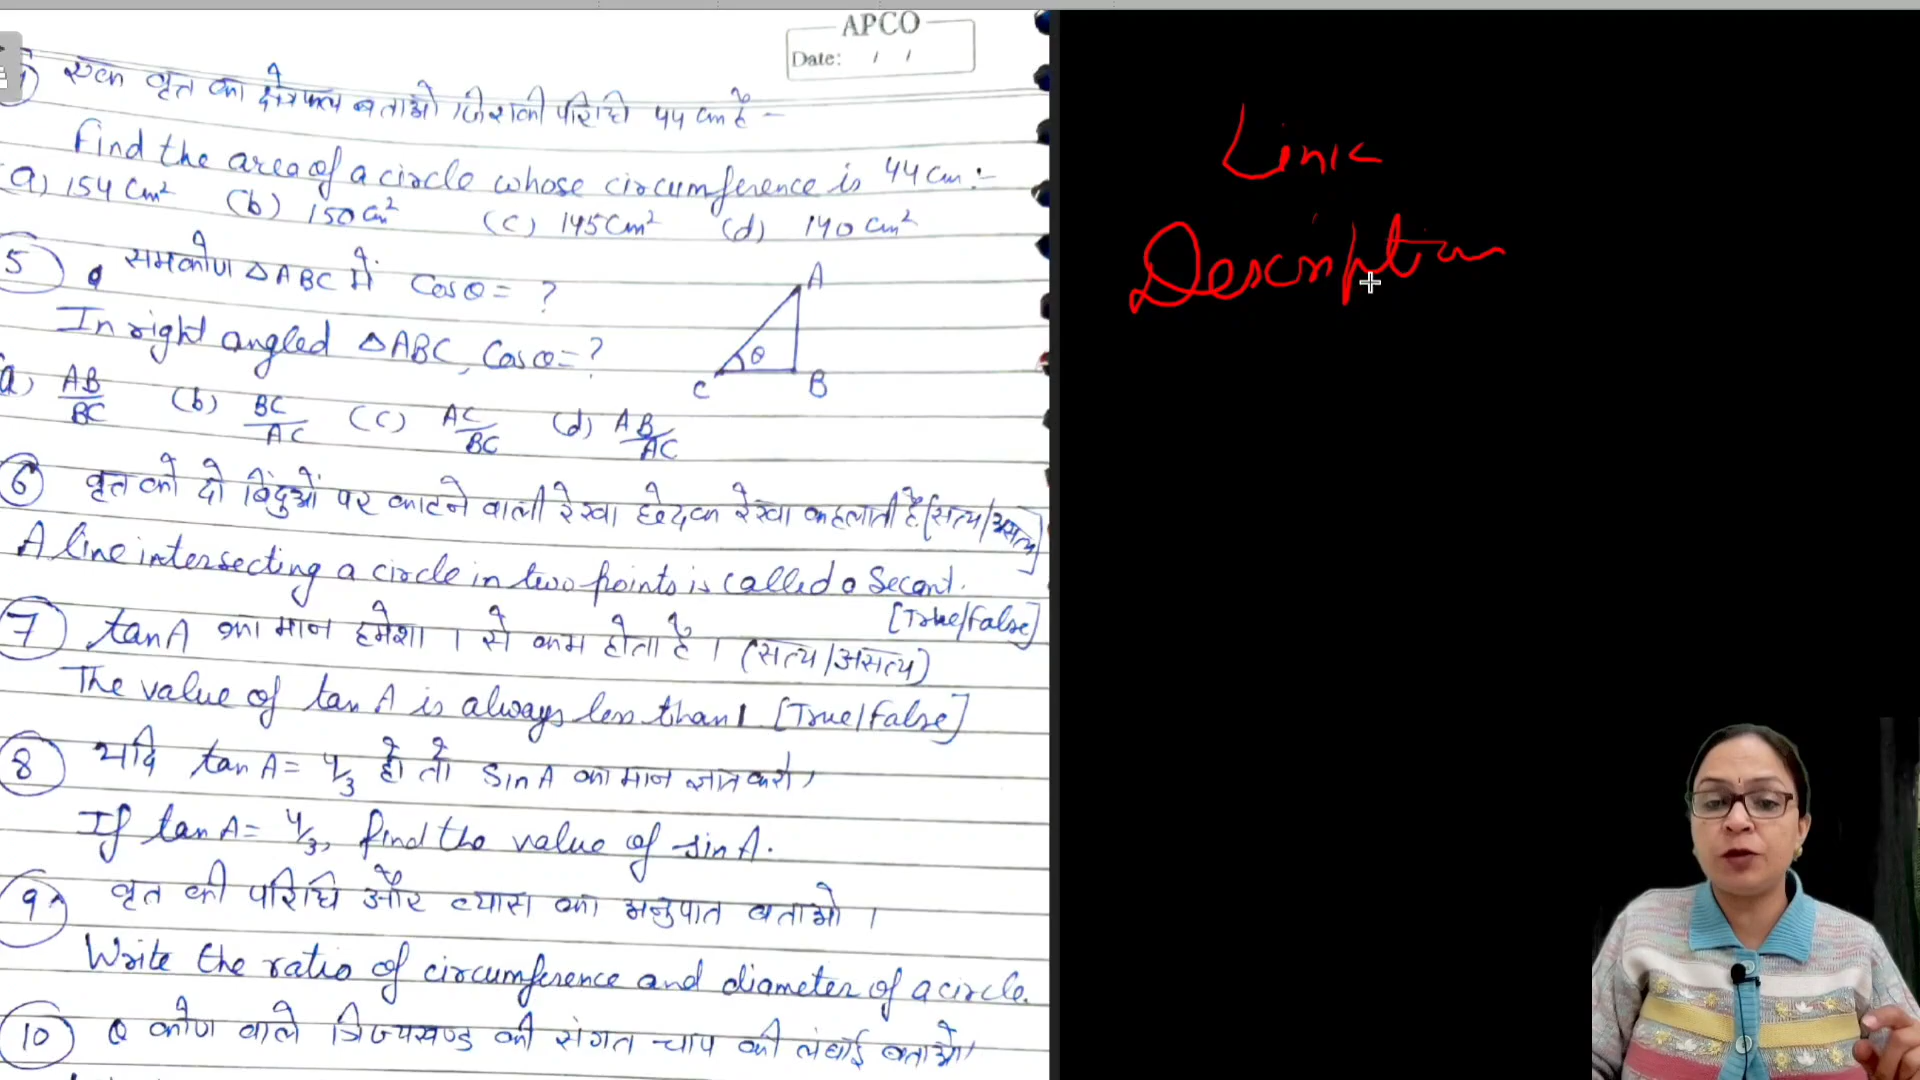 APCO
Date: / /
एक वृत्त का क्षेत्रफल बताओ जिसकी परिधि 44 cm है -
Find the area of a circle whose circumference is 44cm :-
(a) 154 cm² (b) 150 cm² (c) 145 cm² (d) 140 cm²
5 समकोण △ABC में Cosθ = ?
In right angled △ABC, Cosθ = ?
A
θ
C B
a) AB/BC (b) BC/AC (c) AC/BC (d) AB/AC
6 वृत्त को दो बिंदुओं पर काटने वाली रेखा छेदक रेखा कहलाती है [सत्य/असत्य]
A line intersecting a circle in two points is called a Secant.
[True/False]
7 tanA का मान हमेशा 1 से कम होता है । (सत्य/असत्य)
The value of tan A is always less than 1 [True/False]
8 यदि tan A = 4/3 हो तो sin A का मान ज्ञात करो।
If tan A = 4/3, find the value of sin A.
9 वृत की परिधि और व्यास का अनुपात बताओ ।
Write the ratio of circumference and diameter of a circle.
10 θ कोण वाले त्रिज्यखण्ड की संगत चाप की लंबाई बताओ।
Link
Description